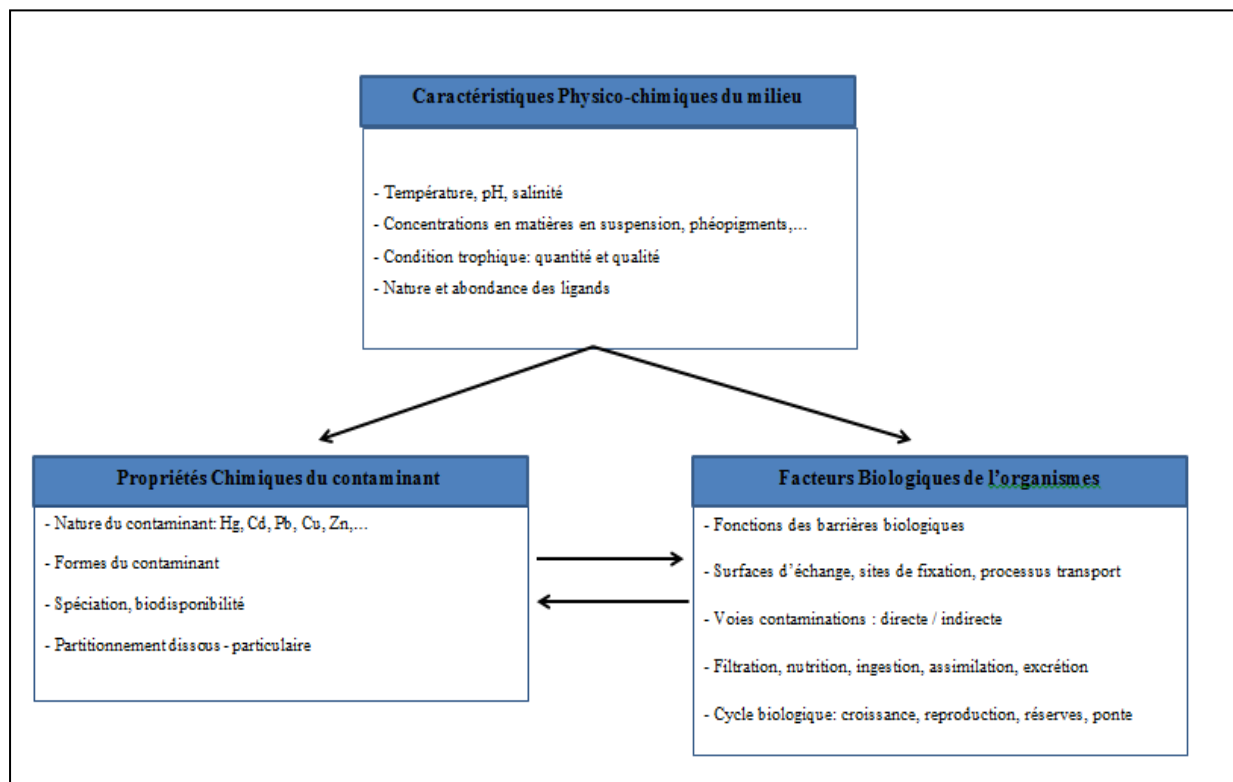 Caractéristiques Physico-chimiques du milieu
- Température, pH, salinité
- Concentrations en matières en suspension, phéopigments,...
- Condition trophique: quantité et qualité
- Nature et abondance des ligands
Propriétés Chimiques du contaminant
- Nature du contaminant: Hg, Cd, Pb, Cu, Zn,...
- Formes du contaminant
- Spéciation, biodisponibilité
- Partitionnement dissous - particulaire
Facteurs Biologiques de l'organismes
- Fonctions des barrières biologiques
- Surfaces d'échange, sites de fixation, processus transport
- Voies contaminations : directe / indirecte
- Filtration, nutrition, ingestion, assimilation, excrétion
- Cycle biologique: croissance, reproduction, réserves, ponte